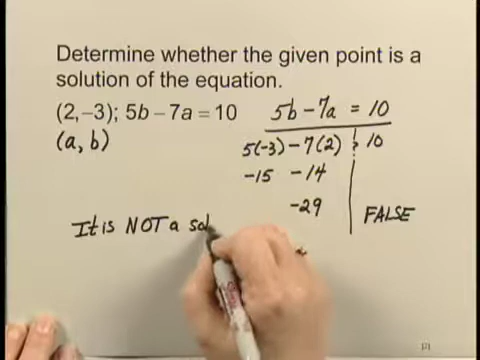 Determine whether the given point is a
solution of the equation.
(2,−3); 5b − 7a = 10
(a, b)
5b − 7a = 10
5(-3) − 7(2) ? 10
-15 -14
-29 FALSE
It is NOT a sol